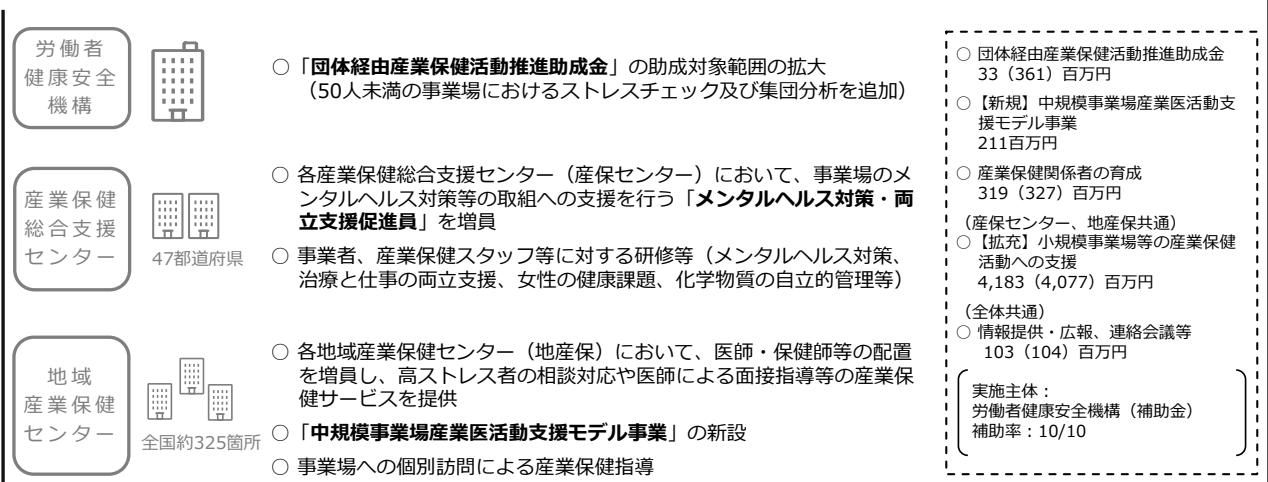 労働者
健康安全
機構
○「団体経由産業保健活動推進助成金」の助成対象範囲の拡大
（50人未満の事業場におけるストレスチェック及び集団分析を追加）
産業保健
総合支援
センター
47都道府県
○ 各産業保健総合支援センター（産保センター）において、事業場のメ
ンタルヘルス対策等の取組への支援を行う「メンタルヘルス対策・両
立支援促進員」を増員
○ 事業者、産業保健スタッフ等に対する研修等（メンタルヘルス対策、
治療と仕事の両立支援、女性の健康課題、化学物質の自立的管理等）
地域
産業保健
センター
全国約325箇所
○ 各地域産業保健センター（地産保）において、医師・保健師等の配置
を増員し、高ストレス者の相談対応や医師による面接指導等の産業保
健サービスを提供
○「中規模事業場産業医活動支援モデル事業」の新設
○ 事業場への個別訪問による産業保健指導
○ 団体経由産業保健活動推進助成金
33（361）百万円
○【新規】中規模事業場産業医活動支
援モデル事業
211百万円
○ 産業保健関係者の育成
319（327）百万円
（産保センター、地産保共通）
○【拡充】小規模事業場等の産業保健
活動への支援
4,183（4,077）百万円
（全体共通）
○ 情報提供・広報、連絡会議等
103（104）百万円
実施主体：
労働者健康安全機構（補助金）
補助率：10/10